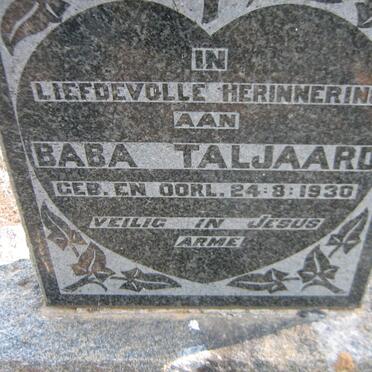 IN
LIEFDEVOLLE HERINNERING
AAN
BABA TALJAARD
GEB. EN OORL. 24:8:1930
VEILIG IN JESUS
ARME